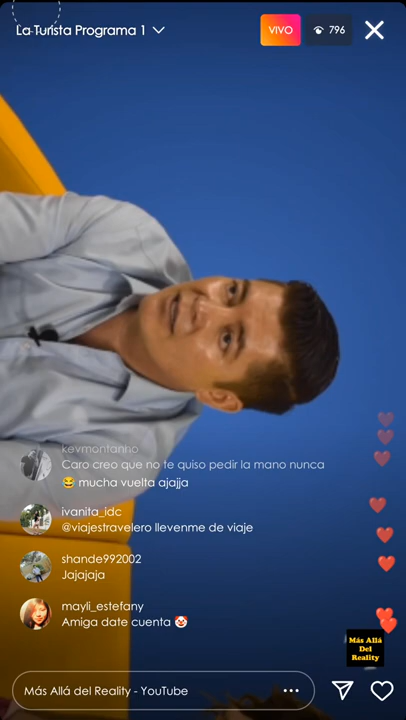 La Turista Programa 1
VIVO
796
kevmontanho
Caro creo que no te quiso pedir la mano nunca
😂 mucha vuelta ajajja
ivanita_idc
@viajestravelero llevenme de viaje
shande992002
Jajajaja
mayli_estefany
Amiga date cuenta 🤡
Más Allá
Del
Reality
Más Allá del Reality - YouTube